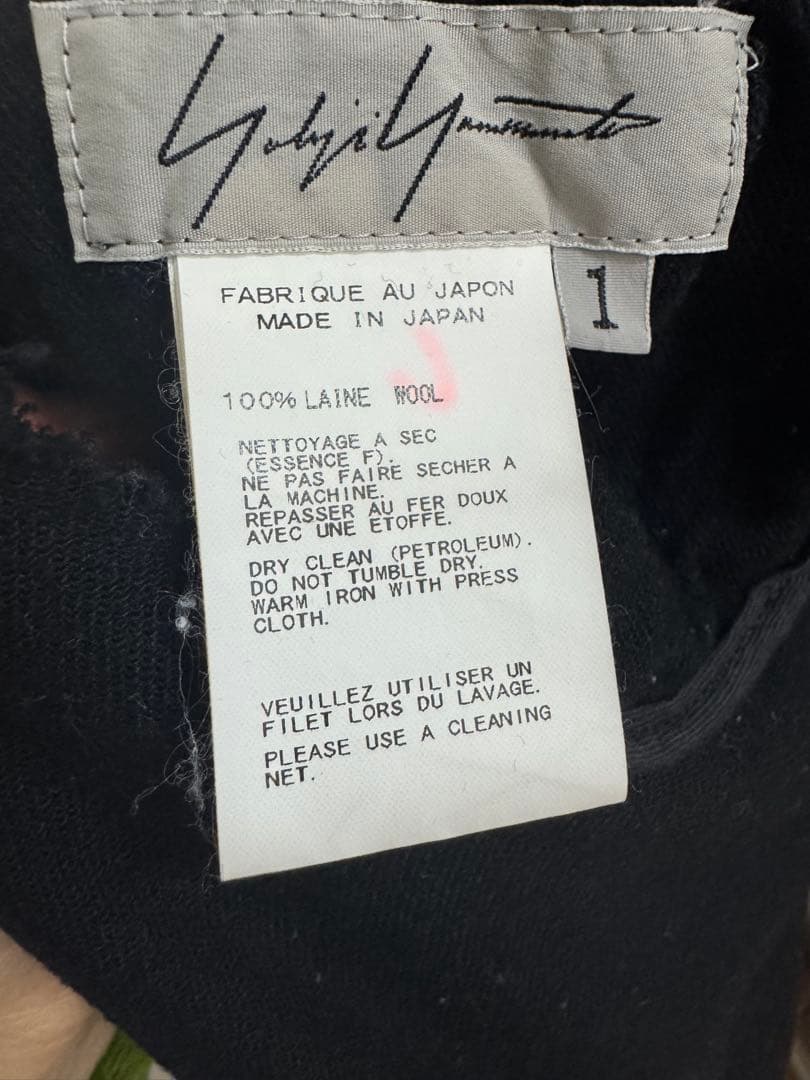 Yohji Yamamoto
1
FABRIQUE AU JAPON
MADE IN JAPAN
100% LAINE WOOL
NETTOYAGE A SEC
(ESSENCE F).
NE PAS FAIRE SECHER A
LA MACHINE.
REPASSER AU FER DOUX
AVEC UNE ETOFFE.
DRY CLEAN (PETROLEUM).
DO NOT TUMBLE DRY.
WARM IRON WITH PRESS
CLOTH.
VEUILLEZ UTILISER UN
FILET LORS DU LAVAGE.
PLEASE USE A CLEANING
NET.